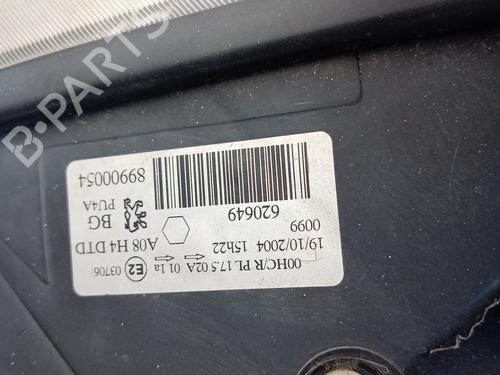 B-PARTS
00HC/R PL 17.5 02A 01 1a E2 03706
19/10/2004 15h22 A08 H4 DTD
0099
BG
620649
PU4A
89900054